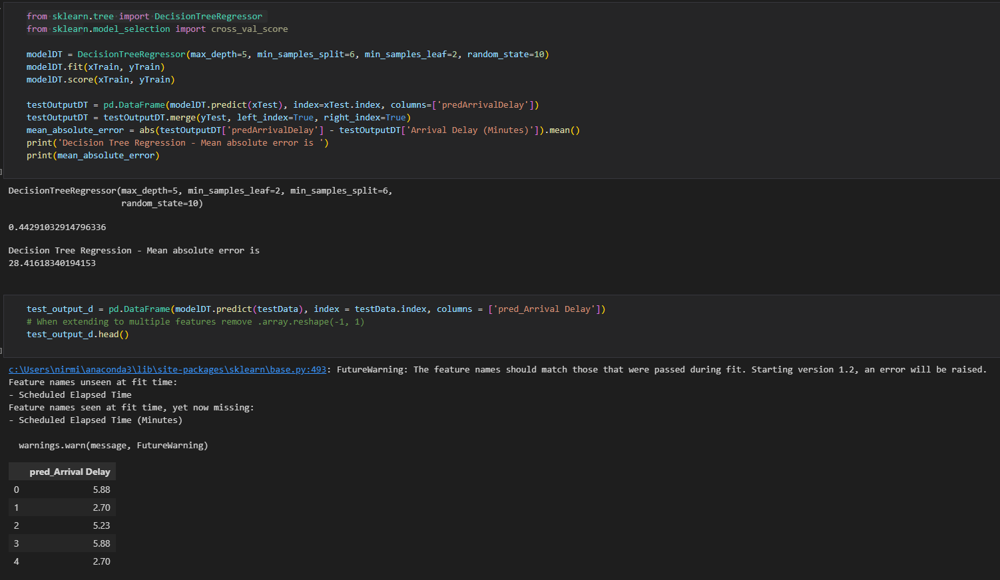 from sklearn.tree import DecisionTreeRegressor
from sklearn.model_selection import cross_val_score
modelDT = DecisionTreeRegressor(max_depth=5, min_samples_split=6, min_samples_leaf=2, random_state=10)
modelDT.fit(xTrain, yTrain)
modelDT.score(xTrain, yTrain)
testOutputDT = pd.DataFrame(modelDT.predict(xTest), index=xTest.index, columns=['predArrivalDelay'])
testOutputDT = testOutputDT.merge(yTest, left_index=True, right_index=True)
mean_absolute_error = abs(testOutputDT['predArrivalDelay'] - testOutputDT['Arrival Delay (Minutes)']).mean()
print('Decision Tree Regression - Mean absolute error is ')
print(mean_absolute_error)
]
DecisionTreeRegressor(max_depth=5, min_samples_leaf=2, min_samples_split=6,
random_state=10)
0.44291032914796336
Decision Tree Regression - Mean absolute error is
28.41618340194153
test_output_d = pd.DataFrame(modelDT.predict(testData), index = testData.index, columns = ['pred_Arrival Delay'])
# When extending to multiple features remove .array.reshape(-1, 1)
test_output_d.head()
]
c:\Users\nirmi\anaconda3\lib\site-packages\sklearn\base.py:493: FutureWarning: The feature names should match those that were passed during fit. Starting version 1.2, an error will be raised.
Feature names unseen at fit time:
- Scheduled Elapsed Time
Feature names seen at fit time, yet now missing:
- Scheduled Elapsed Time (Minutes)
warnings.warn(message, FutureWarning)
pred_Arrival Delay
0 5.88
1 2.70
2 5.23
3 5.88
4 2.70